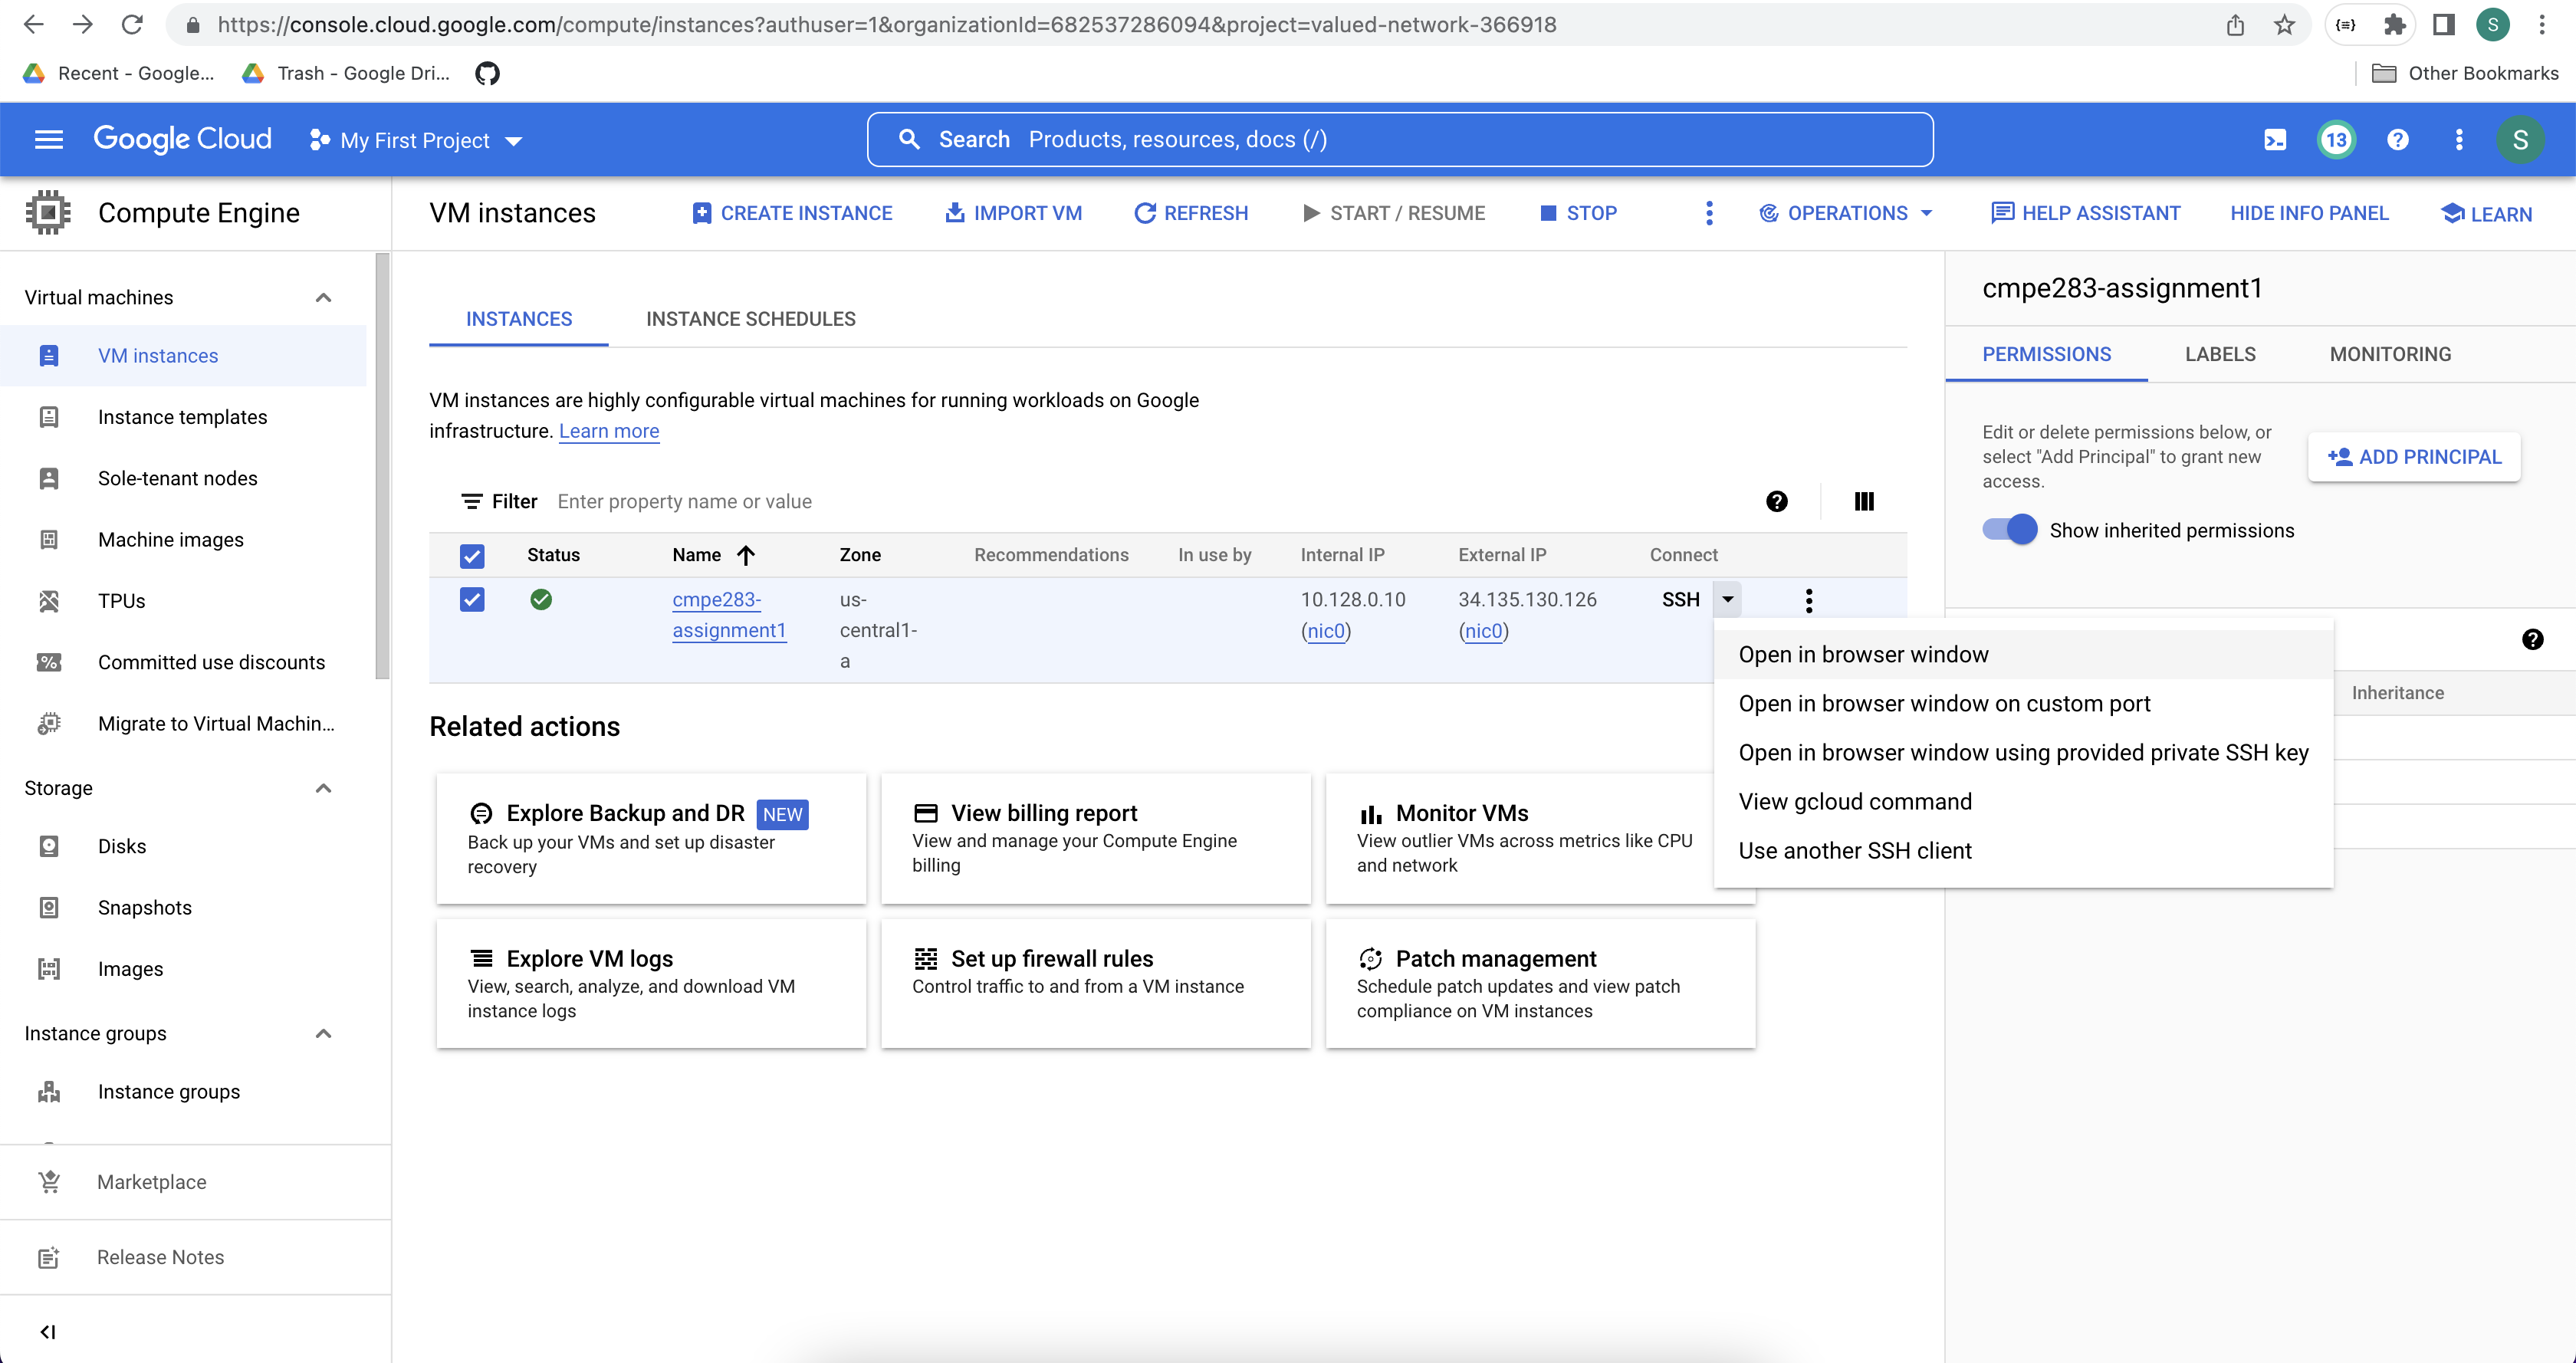 https://console.cloud.google.com/compute/instances?authuser=1&organizationId=682537286094&project=valued-network-366918
S
Recent - Google...
Trash - Google Dri...
Other Bookmarks
Google Cloud
My First Project
Search Products, resources, docs (/)
13
S
Compute Engine
VM instances
CREATE INSTANCE
IMPORT VM
REFRESH
START / RESUME
STOP
OPERATIONS
HELP ASSISTANT
HIDE INFO PANEL
LEARN
Virtual machines
VM instances
Instance templates
Sole-tenant nodes
Machine images
TPUs
Committed use discounts
Migrate to Virtual Machin...
Storage
Disks
Snapshots
Images
Instance groups
Instance groups
Marketplace
Release Notes
INSTANCES
INSTANCE SCHEDULES
VM instances are highly configurable virtual machines for running workloads on Google
infrastructure. Learn more
Filter Enter property name or value
Status Name Zone Recommendations In use by Internal IP External IP Connect
cmpe283- us- 10.128.0.10 34.135.130.126 SSH
assignment1 central1- (nic0) (nic0)
a
Open in browser window
Open in browser window on custom port
Open in browser window using provided private SSH key
View gcloud command
Use another SSH client
Related actions
Explore Backup and DR NEW
Back up your VMs and set up disaster
recovery
View billing report
View and manage your Compute Engine
billing
Monitor VMs
View outlier VMs across metrics like CPU
and network
Explore VM logs
View, search, analyze, and download VM
instance logs
Set up firewall rules
Control traffic to and from a VM instance
Patch management
Schedule patch updates and view patch
compliance on VM instances
cmpe283-assignment1
PERMISSIONS
LABELS
MONITORING
Edit or delete permissions below, or
select "Add Principal" to grant new
access.
ADD PRINCIPAL
Show inherited permissions
Inheritance